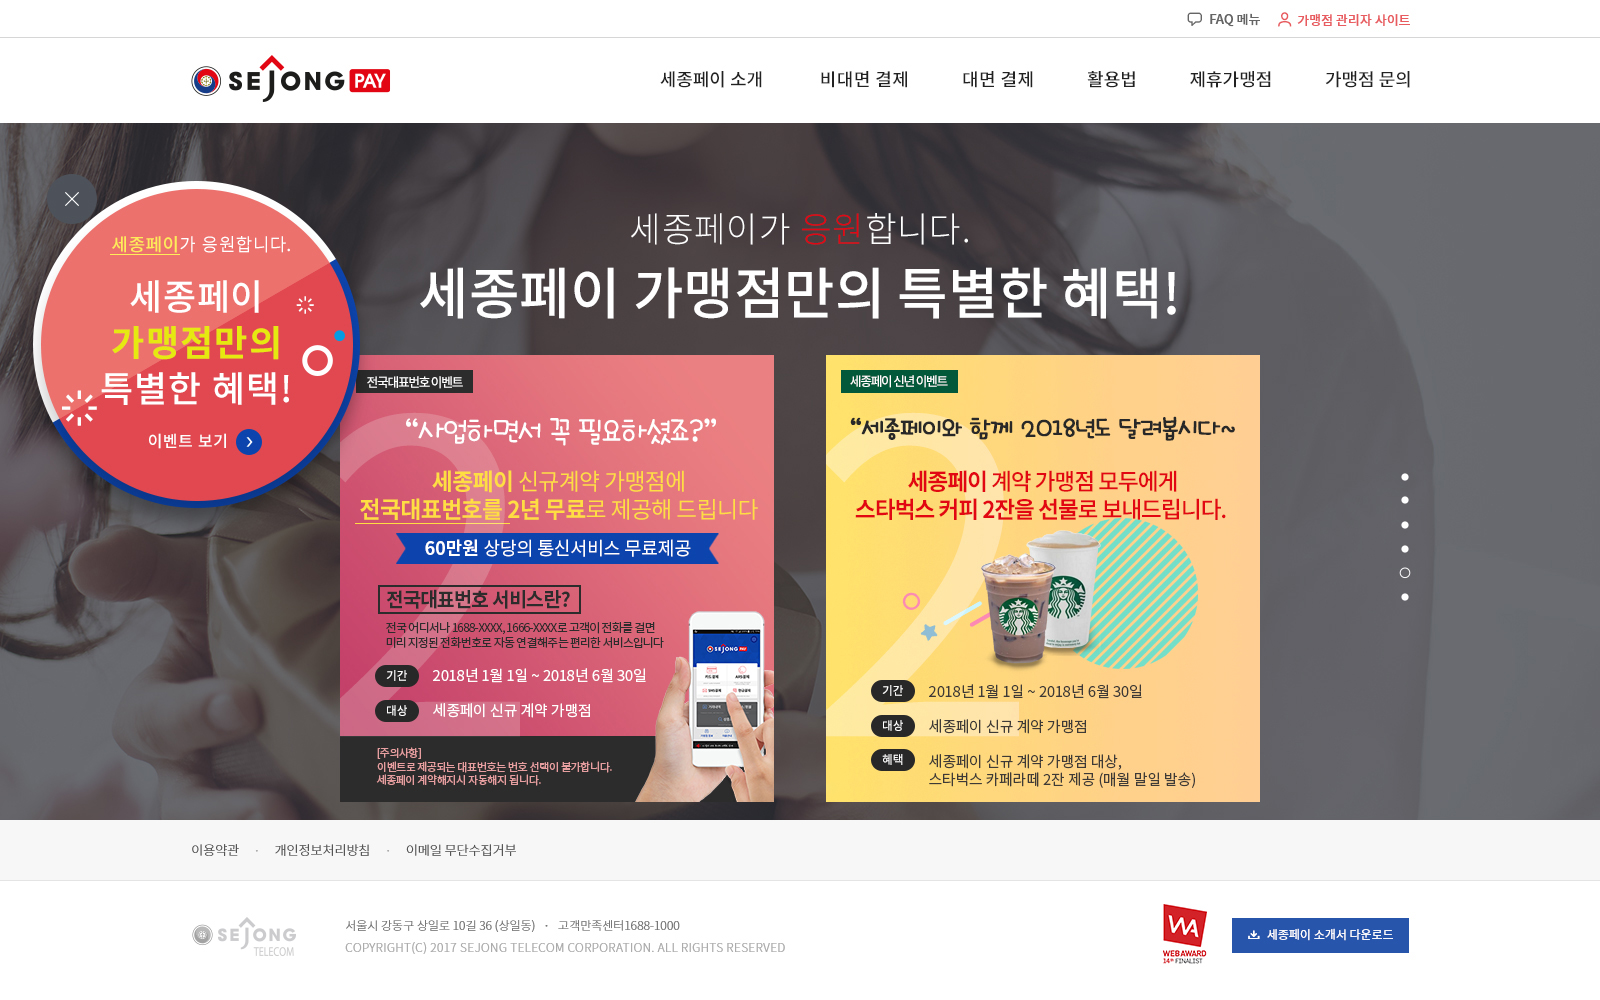 FAQ 메뉴
가맹점 관리자 사이트
SEJONG PAY
세종페이 소개
비대면 결제
대면 결제
활용법
제휴가맹점
가맹점 문의
세종페이가 응원합니다.
세종페이
가맹점만의
특별한 혜택!
이벤트 보기
세종페이가 응원합니다.
세종페이 가맹점만의 특별한 혜택!
전국대표번호 이벤트
“사업하면서 꼭 필요하셨죠?”
세종페이 신규계약 가맹점에
전국대표번호를 2년 무료로 제공해 드립니다
60만원 상당의 통신서비스 무료제공
전국대표번호 서비스란?
전국 어디서나 1688-XXXX, 1666-XXXX로 고객이 전화를 걸면
미리 지정된 전화번호로 자동 연결해주는 편리한 서비스입니다
기간 2018년 1월 1일 ~ 2018년 6월 30일
대상 세종페이 신규 계약 가맹점
[주의사항]
이벤트로 제공되는 대표번호는 번호 선택이 불가합니다.
세종페이 계약해지시 자동해지 됩니다.
SEJONG PAY
세종페이 신년 이벤트
“세종페이와 함께 2018년도 달려봅시다~
세종페이 계약 가맹점 모두에게
스타벅스 커피 2잔을 선물로 보내드립니다.
기간 2018년 1월 1일 ~ 2018년 6월 30일
대상 세종페이 신규 계약 가맹점
혜택 세종페이 신규 계약 가맹점 대상,
스타벅스 카페라떼 2잔 제공 (매월 말일 발송)
이용약관 · 개인정보처리방침 · 이메일 무단수집거부
SEJONG
TELECOM
서울시 강동구 상일로 10길 36 (상일동) · 고객만족센터1688-1000
COPYRIGHT(C) 2017 SEJONG TELECOM CORPORATION. ALL RIGHTS RESERVED
WEBAWARD
14th FINALIST
세종페이 소개서 다운로드